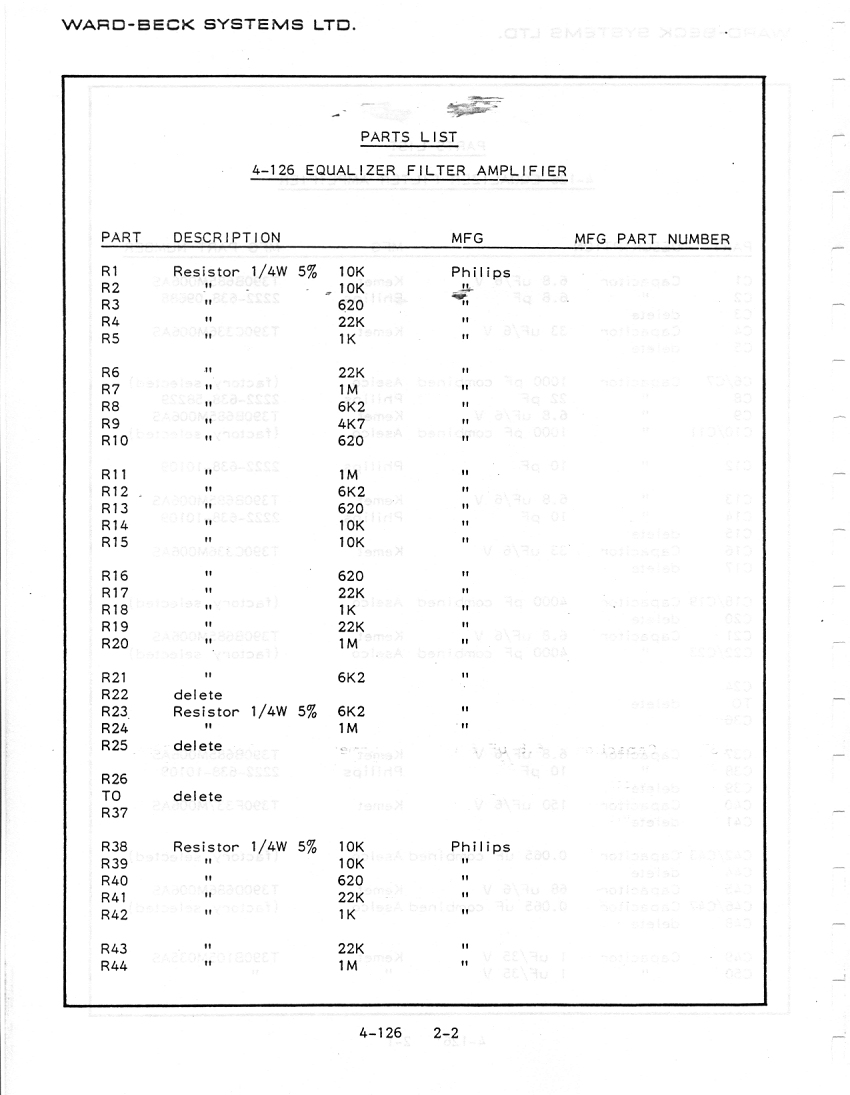 WARD-BECK SYSTEMS LTD.
PARTS LIST
4-126 EQUALIZER FILTER AMPLIFIER
PART DESCRIPTION MFG MFG PART NUMBER
R1 Resistor 1/4W 5% 10K Philips
R2 " 10K "
R3 " 620 "
R4 " 22K "
R5 " 1K "
R6 " 22K "
R7 " 1M "
R8 " 6K2 "
R9 " 4K7 "
R10 " 620 "
R11 " 1M "
R12 " 6K2 "
R13 " 620 "
R14 " 10K "
R15 " 10K "
R16 " 620 "
R17 " 22K "
R18 " 1K "
R19 " 22K "
R20 " 1M "
R21 " 6K2 "
R22 delete
R23 Resistor 1/4W 5% 6K2 "
R24 " 1M "
R25 delete
R26
TO delete
R37
R38 Resistor 1/4W 5% 10K Philips
R39 " 10K "
R40 " 620 "
R41 " 22K "
R42 " 1K "
R43 " 22K "
R44 " 1M "
4-126 2-2